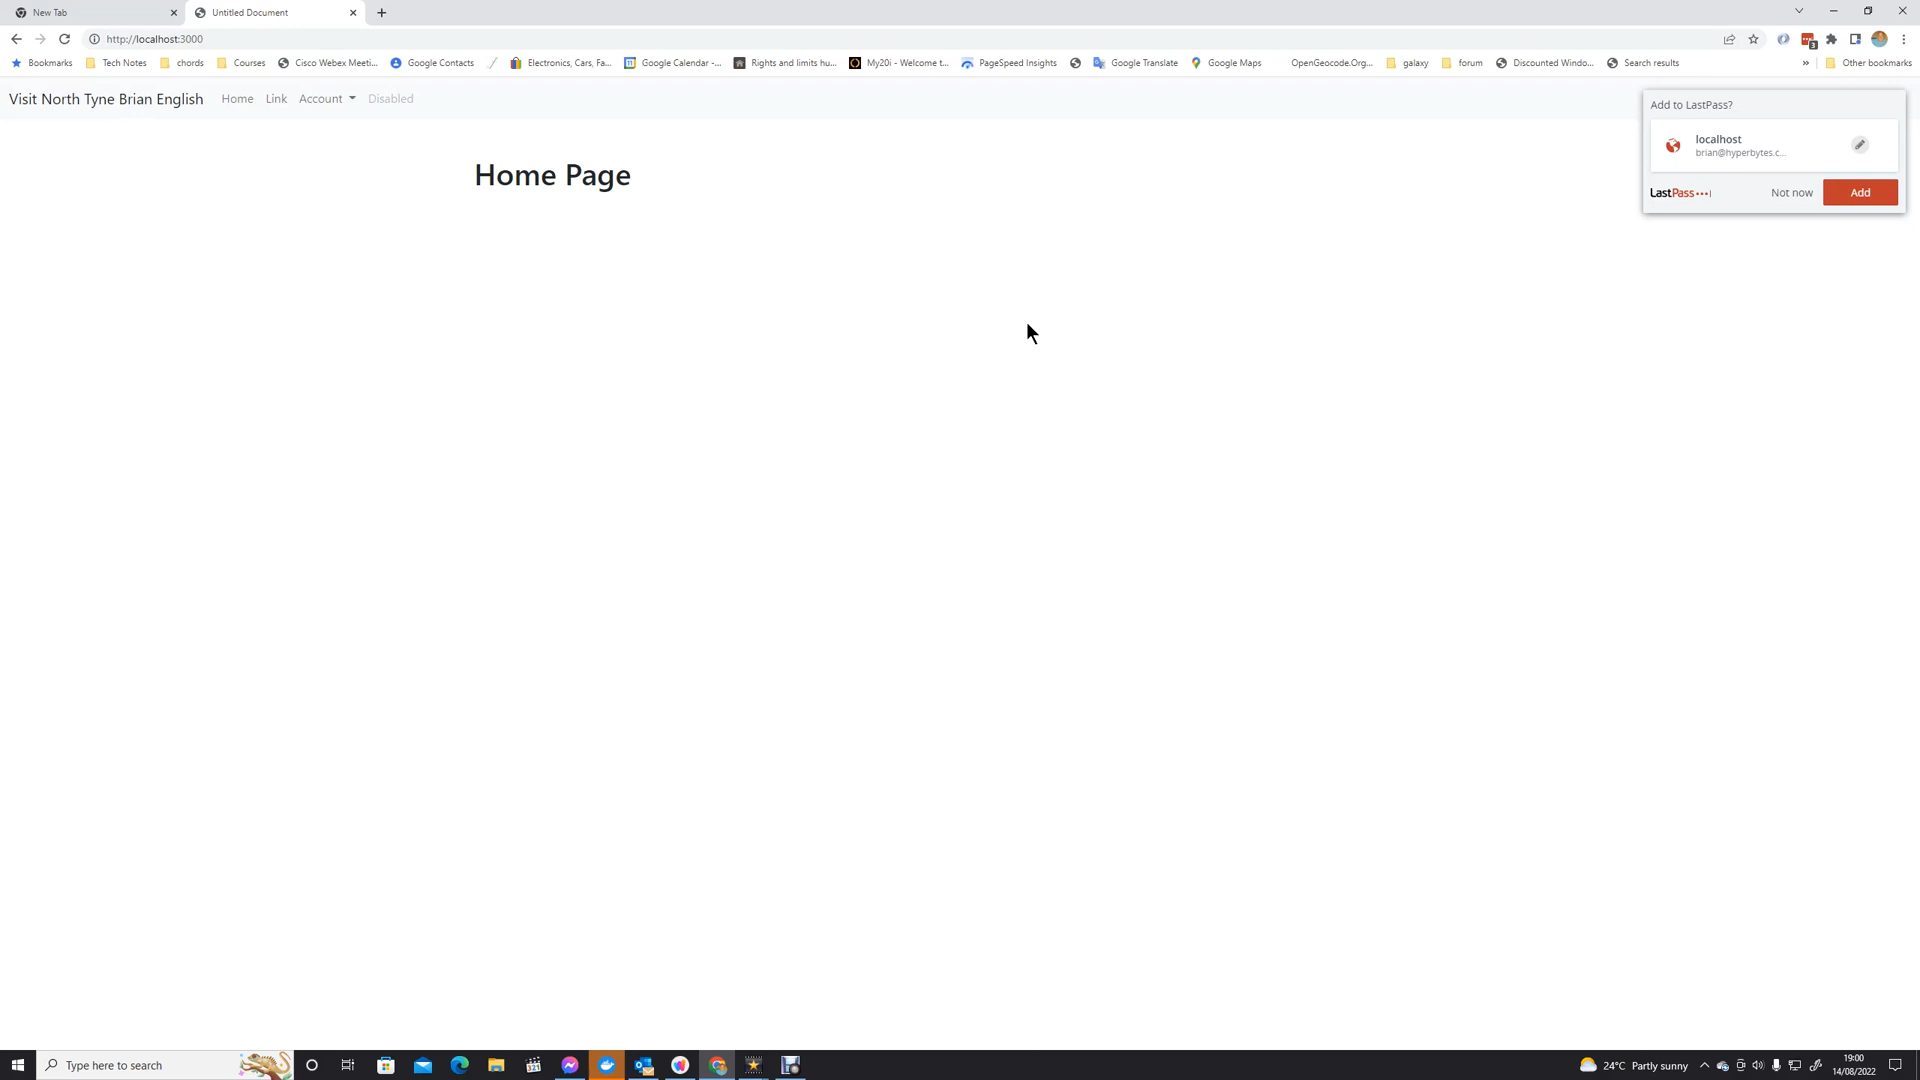 New Tab
Untitled Document
http://localhost:3000
Bookmarks Tech Notes chords Courses Cisco Webex Meeti... Google Contacts Electronics, Cars, Fa... Google Calendar -... Rights and limits hu... My20i - Welcome t... PageSpeed Insights Google Translate Google Maps OpenGeocode.Org... galaxy forum Discounted Windo... Search results » Other bookmarks
Visit North Tyne Brian English Home Link Account Disabled
Add to LastPass?
localhost
brian@hyperbytes.c...
LastPass Not now Add
Home Page
Type here to search
24°C Partly sunny
19:00
14/08/2022